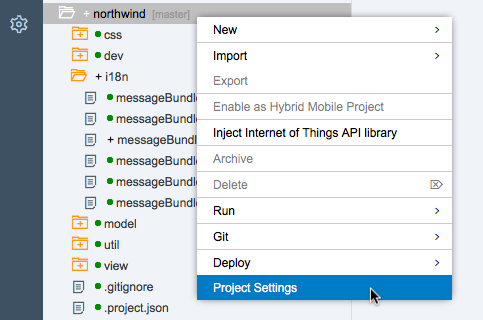 + northwind [master]
css
dev
+ i18n
messageBundle
messageBundle
+ messageBundl
messageBundle
messageBundle
messageBundle
model
util
view
.gitignore
.project.json
New
Import
Export
Enable as Hybrid Mobile Project
Inject Internet of Things API library
Archive
Delete
Run
Git
Deploy
Project Settings